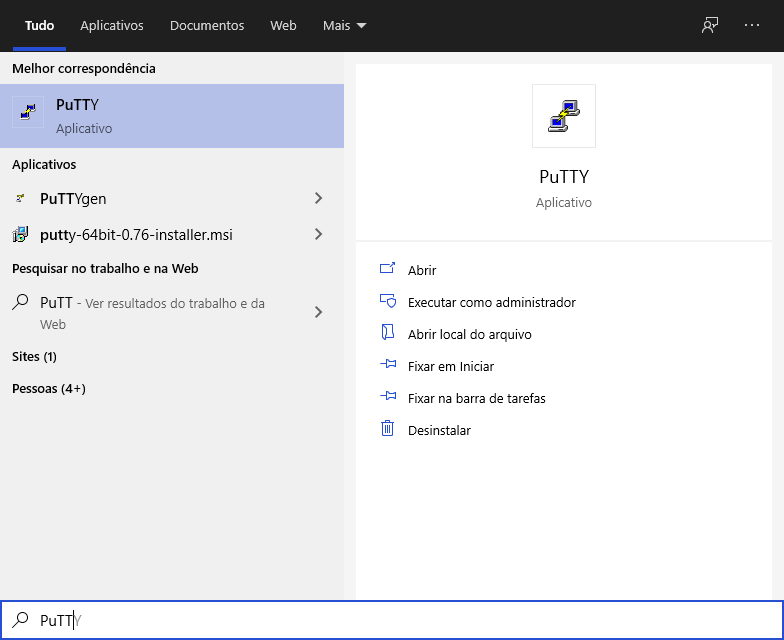 Tudo Aplicativos Documentos Web Mais
Melhor correspondência
PuTTY
Aplicativo
Aplicativos
PuTTYgen
putty-64bit-0.76-installer.msi
Pesquisar no trabalho e na Web
PuTT - Ver resultados do trabalho e da
Web
Sites (1)
Pessoas (4+)
PuTTY
Aplicativo
Abrir
Executar como administrador
Abrir local do arquivo
Fixar em Iniciar
Fixar na barra de tarefas
Desinstalar
PuTTY